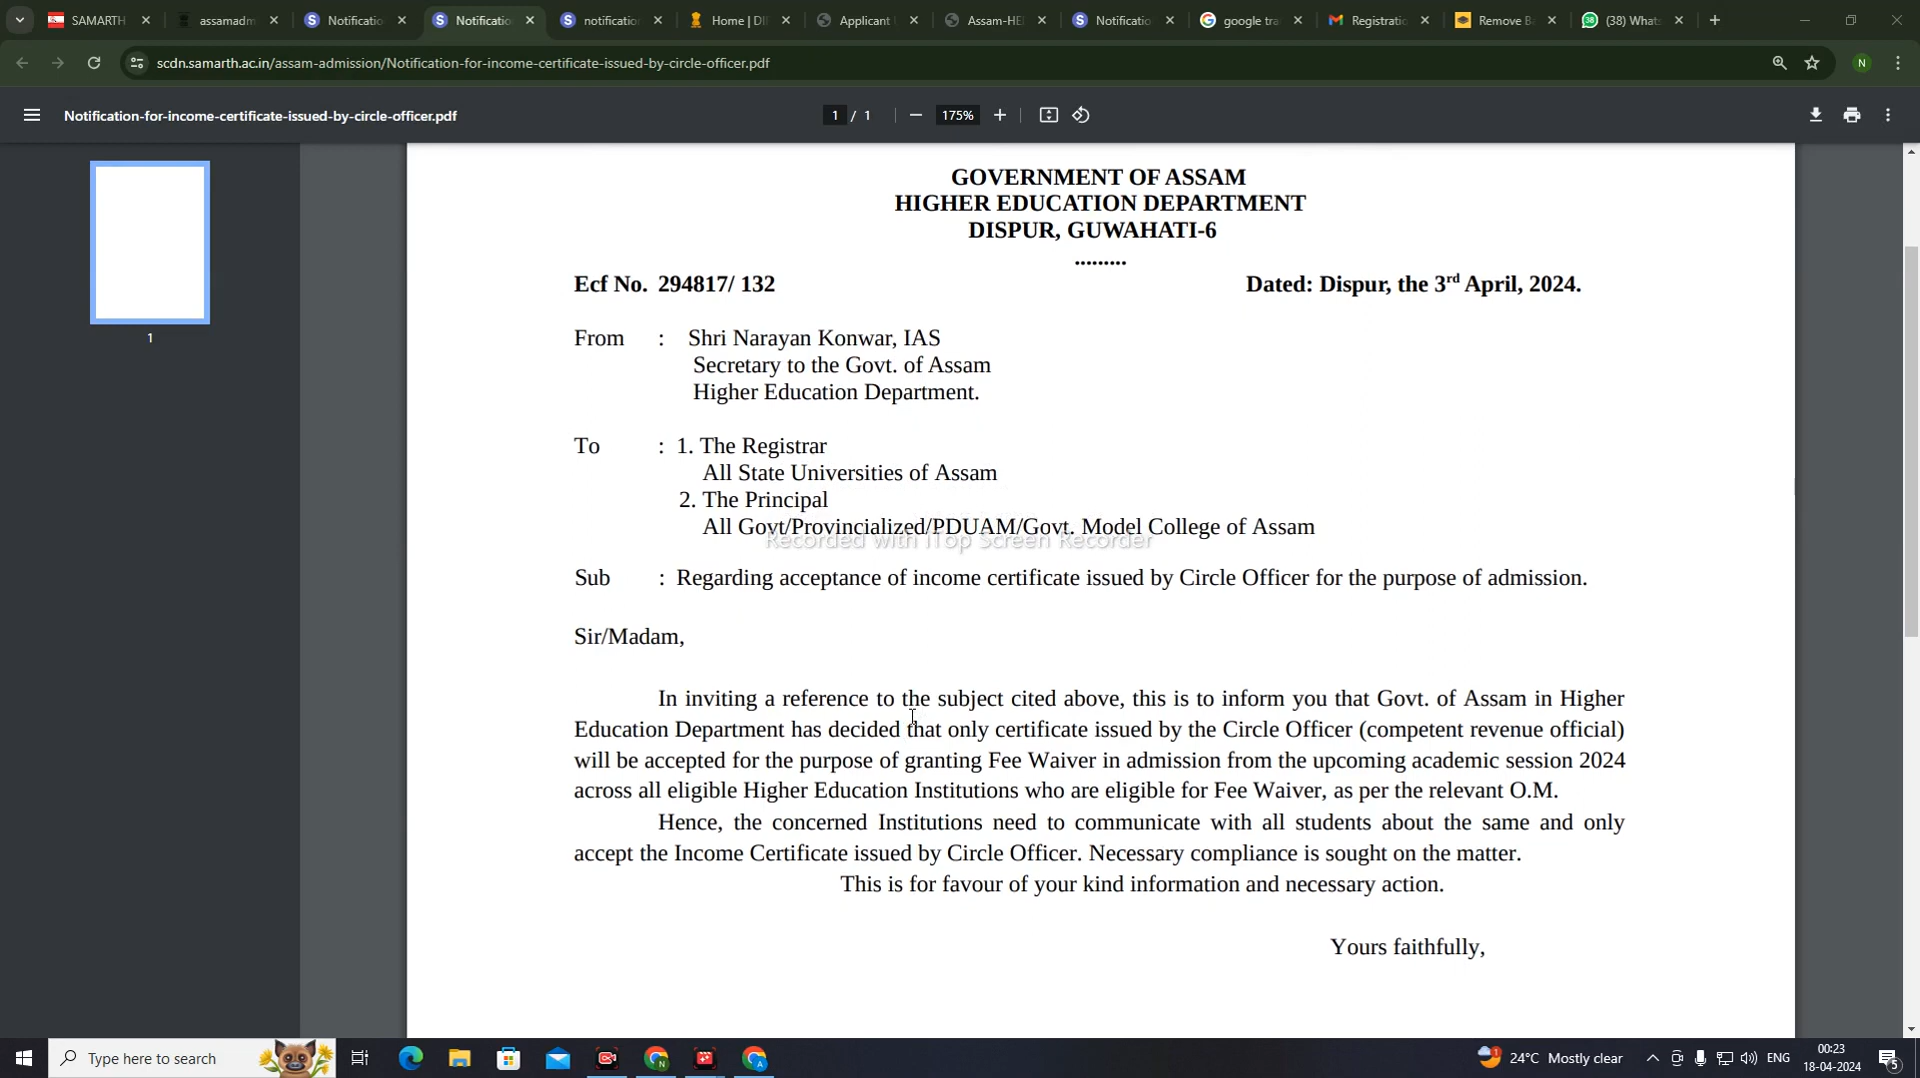 SAMARTH
assamadm
Notificatio
Notificatio
notification
Home | DI
Applicant
Assam-HE
Notificatio
google tra
Registratio
Remove B
(38) Whats
scdn.samarth.ac.in/assam-admission/Notification-for-income-certificate-issued-by-circle-officer.pdf
N
Notification-for-income-certificate-issued-by-circle-officer.pdf
1 / 1
175%
1
GOVERNMENT OF ASSAM
HIGHER EDUCATION DEPARTMENT
DISPUR, GUWAHATI-6
.........
Ecf No. 294817/ 132 Dated: Dispur, the 3rd April, 2024.
From : Shri Narayan Konwar, IAS
Secretary to the Govt. of Assam
Higher Education Department.
To : 1. The Registrar
All State Universities of Assam
2. The Principal
All Govt/Provincialized/PDUAM/Govt. Model College of Assam
Recorded with iTop Screen Recorder
Sub : Regarding acceptance of income certificate issued by Circle Officer for the purpose of admission.
Sir/Madam,
In inviting a reference to the subject cited above, this is to inform you that Govt. of Assam in Higher
Education Department has decided that only certificate issued by the Circle Officer (competent revenue official)
will be accepted for the purpose of granting Fee Waiver in admission from the upcoming academic session 2024
across all eligible Higher Education Institutions who are eligible for Fee Waiver, as per the relevant O.M.
Hence, the concerned Institutions need to communicate with all students about the same and only
accept the Income Certificate issued by Circle Officer. Necessary compliance is sought on the matter.
This is for favour of your kind information and necessary action.
Yours faithfully,
Type here to search
24°C Mostly clear
ENG
00:23
18-04-2024
5